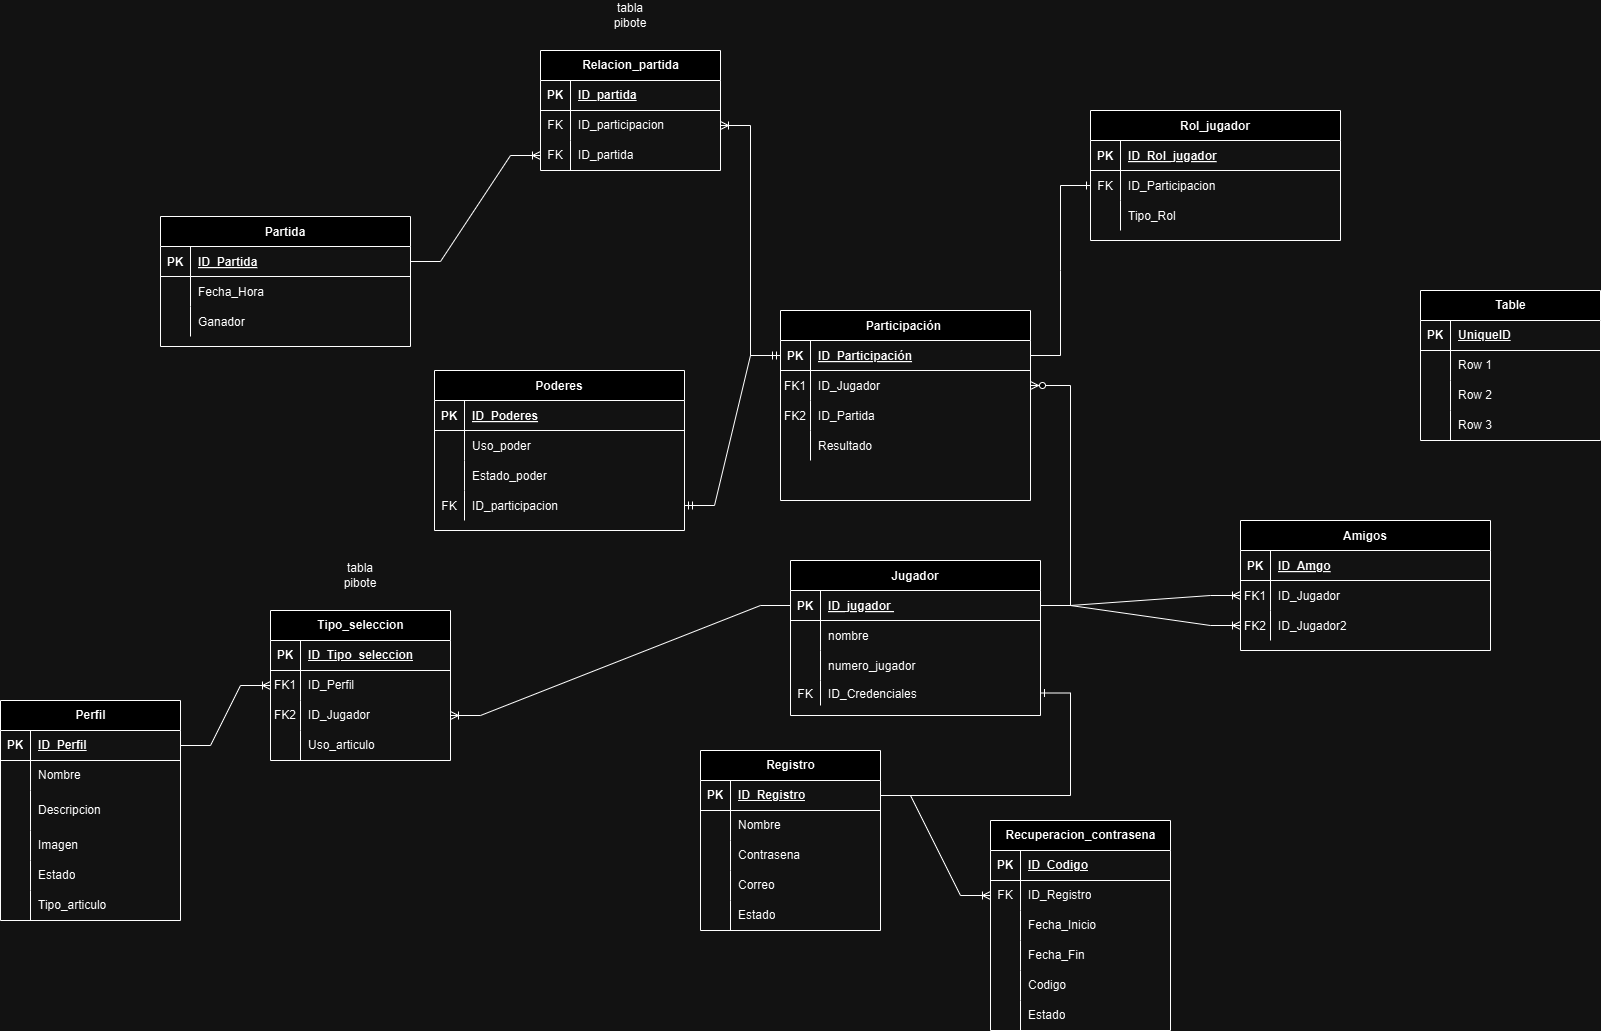 tabla
pibote
Relacion_partida
PK ID_partida
FK ID_participacion
FK ID_partida
Rol_jugador
PK ID_Rol_jugador
FK ID_Participacion
Tipo_Rol
Partida
PK ID_Partida
Fecha_Hora
Ganador
Table
PK UniqueID
Row 1
Row 2
Row 3
Participación
PK ID_Participación
FK1 ID_Jugador
FK2 ID_Partida
Resultado
Poderes
PK ID_Poderes
Uso_poder
Estado_poder
FK ID_participacion
Amigos
PK ID_Amgo
FK1 ID_Jugador
FK2 ID_Jugador2
tabla
pibote
Jugador
PK ID_jugador
nombre
numero_jugador
FK ID_Credenciales
Tipo_seleccion
PK ID_Tipo_seleccion
FK1 ID_Perfil
FK2 ID_Jugador
Uso_articulo
Perfil
PK ID_Perfil
Nombre
Descripcion
Imagen
Estado
Tipo_articulo
Registro
PK ID_Registro
Nombre
Contrasena
Correo
Estado
Recuperacion_contrasena
PK ID_Codigo
FK ID_Registro
Fecha_Inicio
Fecha_Fin
Codigo
Estado